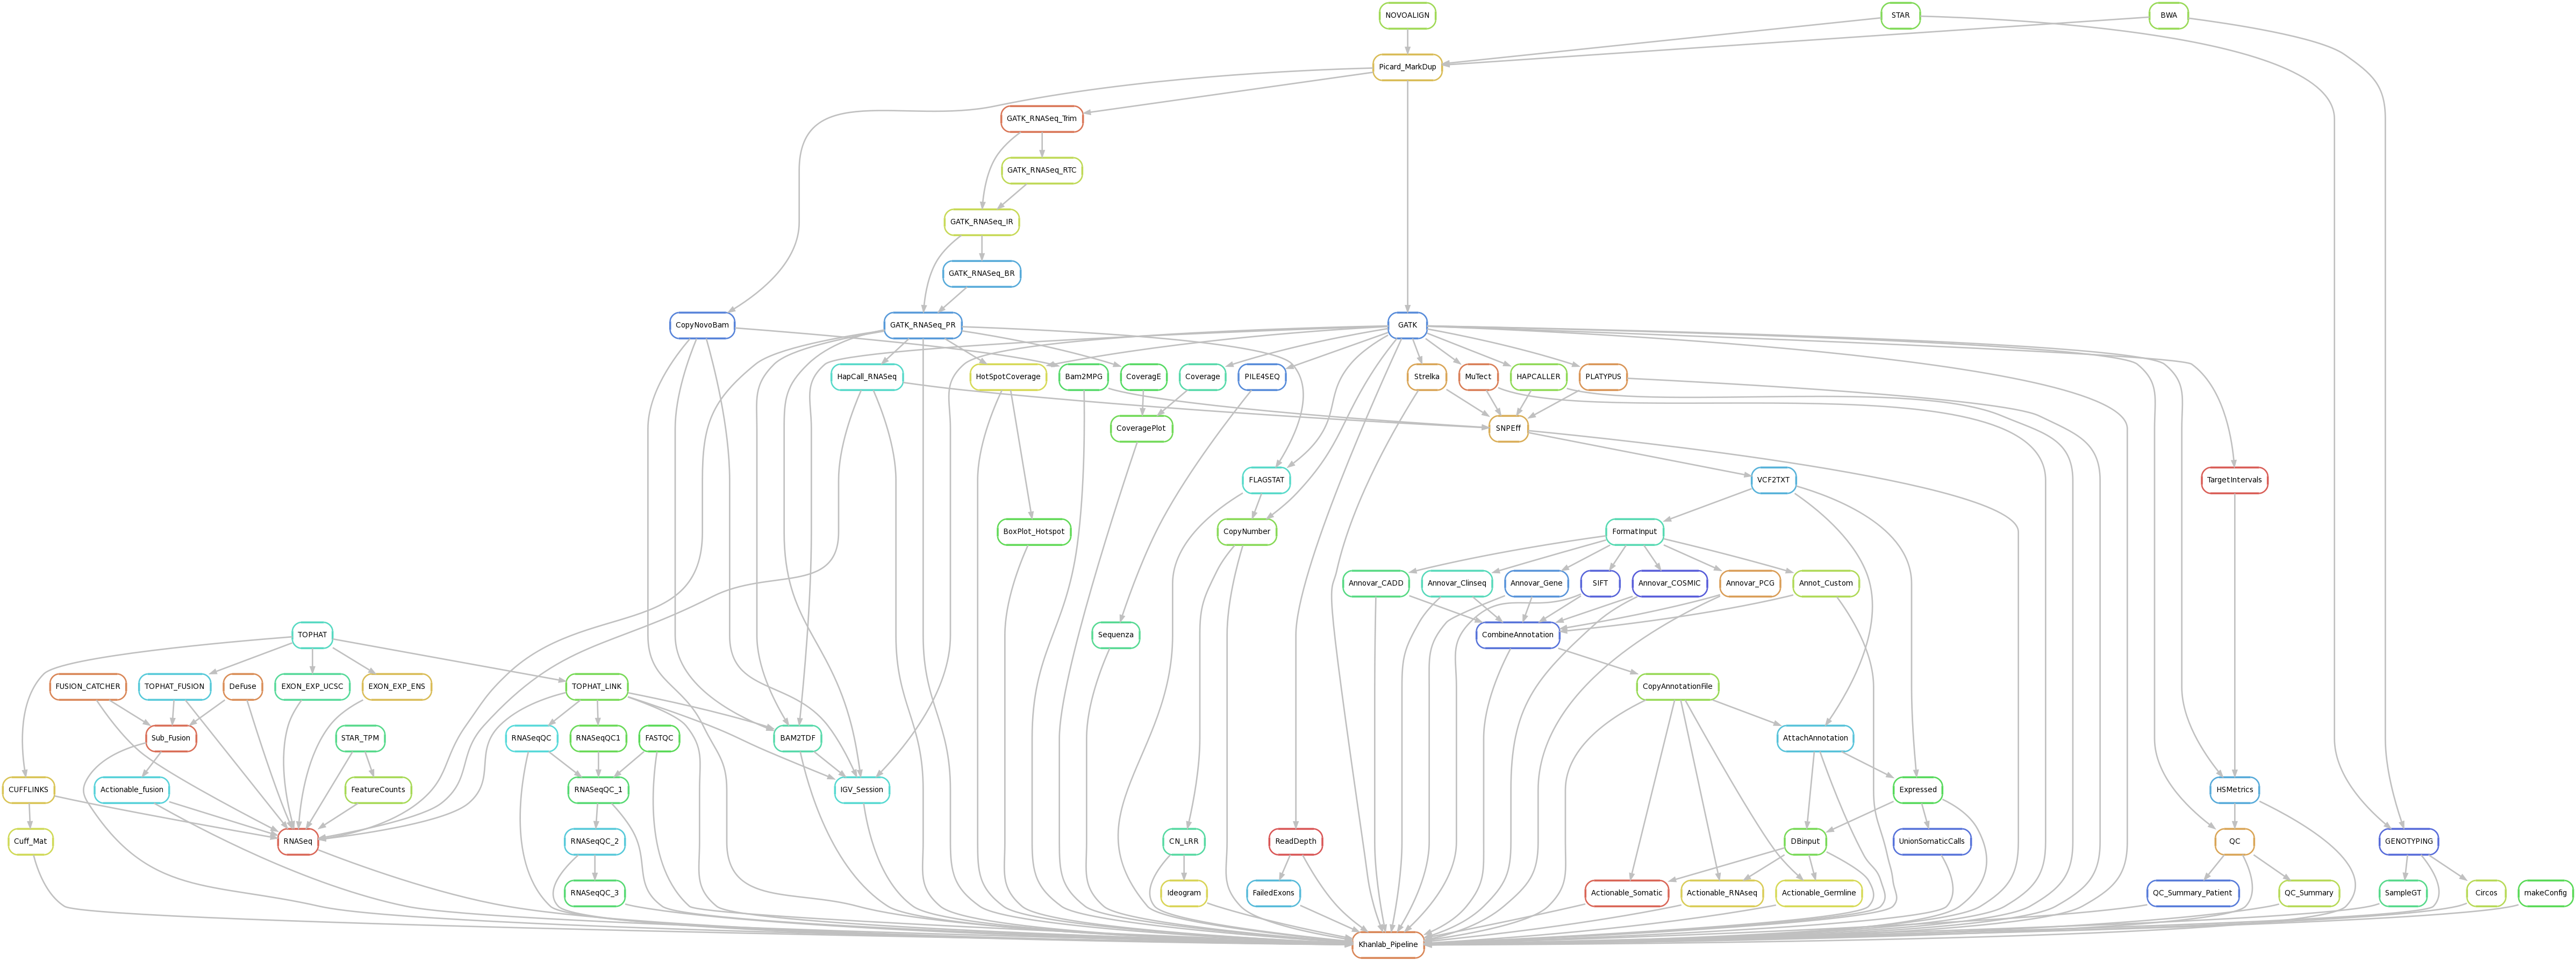 NOVOALIGN
STAR
BWA
Picard_MarkDup
GATK_RNASeq_Trim
GATK_RNASeq_RTC
GATK_RNASeq_IR
GATK_RNASeq_BR
CopyNovoBam
GATK_RNASeq_PR
GATK
HapCall_RNASeq
HotSpotCoverage
Bam2MPG
CoveragE
Coverage
PILE4SEQ
Strelka
MuTect
HAPCALLER
PLATYPUS
CoveragePlot
SNPEff
FLAGSTAT
VCF2TXT
TargetIntervals
BoxPlot_Hotspot
CopyNumber
FormatInput
Annovar_CADD
Annovar_Clinseq
Annovar_Gene
SIFT
Annovar_COSMIC
Annovar_PCG
Annot_Custom
TOPHAT
Sequenza
CombineAnnotation
FUSION_CATCHER
TOPHAT_FUSION
DeFuse
EXON_EXP_UCSC
EXON_EXP_ENS
TOPHAT_LINK
CopyAnnotationFile
Sub_Fusion
STAR_TPM
RNASeqQC
RNASeqQC1
FASTQC
BAM2TDF
AttachAnnotation
CUFFLINKS
Actionable_fusion
FeatureCounts
RNASeqQC_1
IGV_Session
Expressed
HSMetrics
Cuff_Mat
RNASeq
RNASeqQC_2
CN_LRR
ReadDepth
DBinput
UnionSomaticCalls
QC
GENOTYPING
RNASeqQC_3
Ideogram
FailedExons
Actionable_Somatic
Actionable_RNAseq
Actionable_Germline
QC_Summary_Patient
QC_Summary
SampleGT
Circos
makeConfig
Khanlab_Pipeline